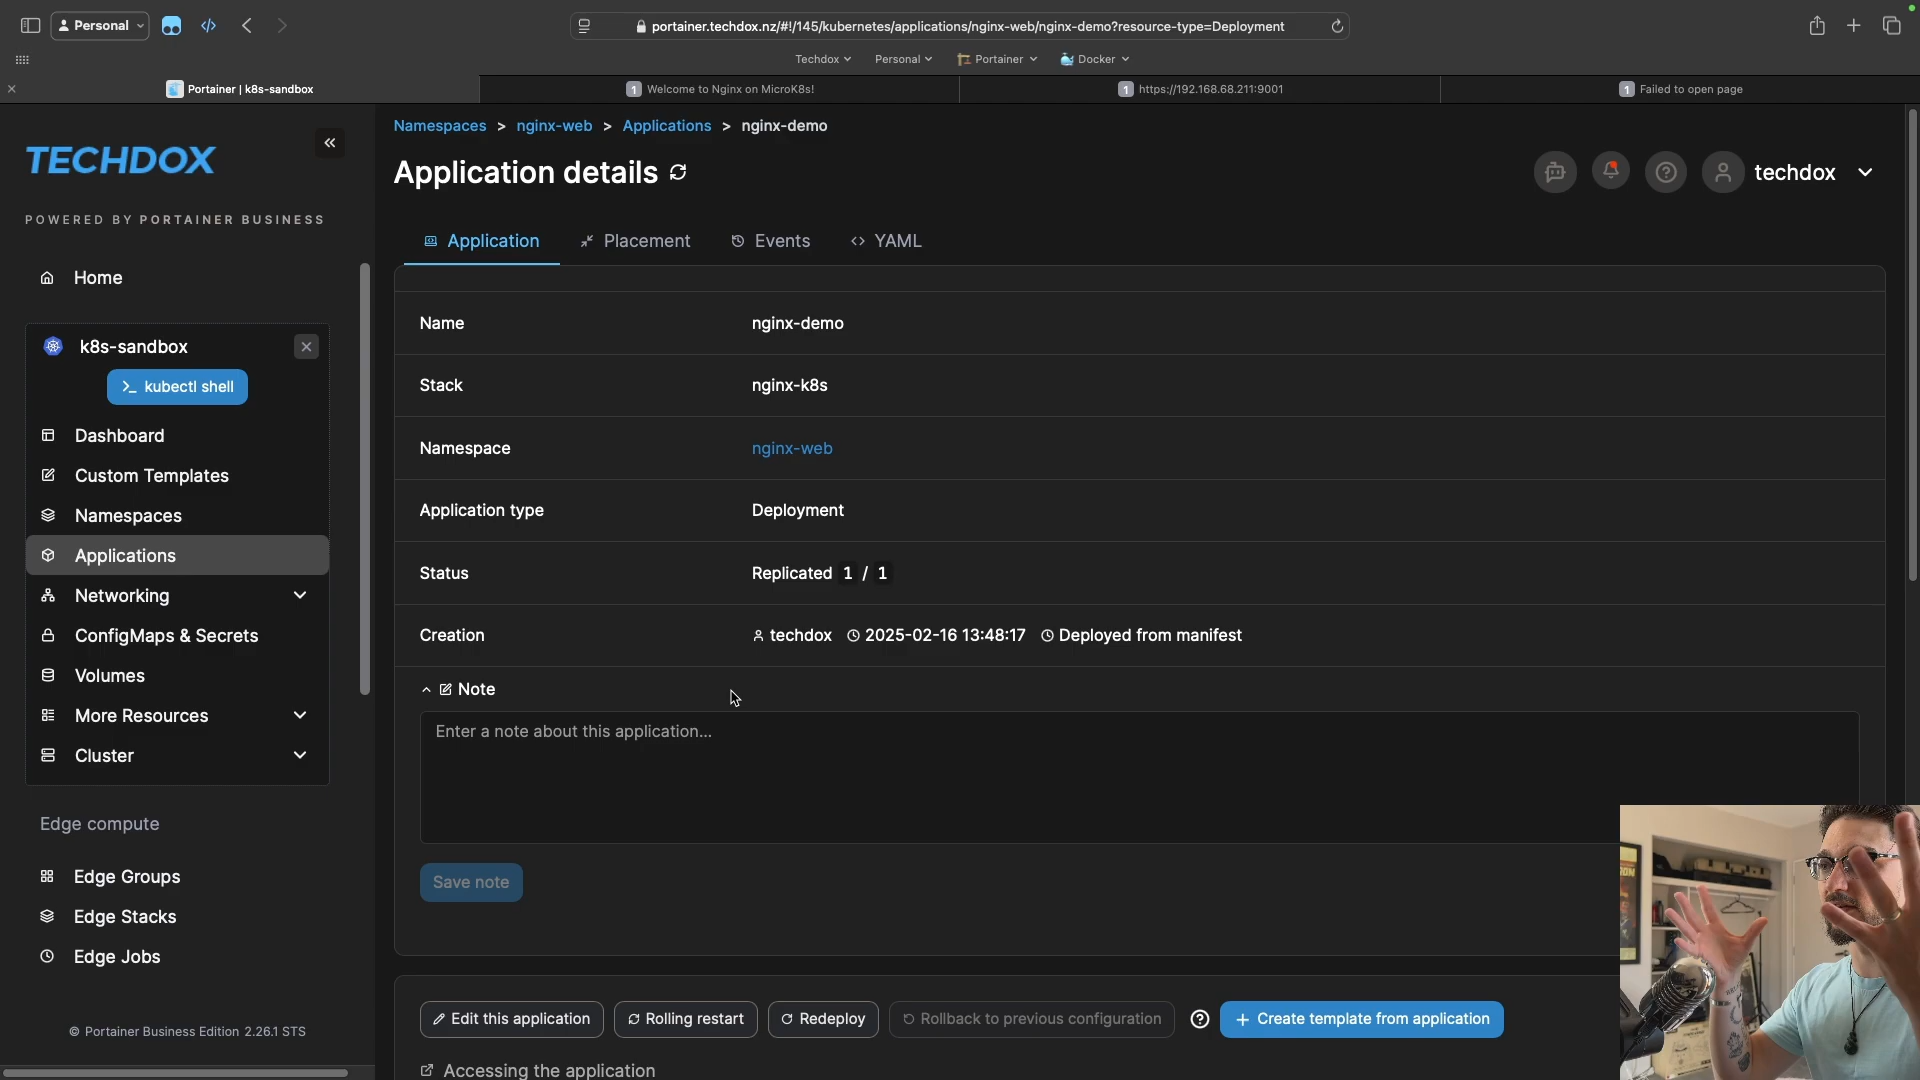 Personal
portainer.techdox.nz/#!/145/kubernetes/applications/nginx-web/nginx-demo?resource-type=Deployment
Techdox
Personal
Portainer
Docker
Portainer | k8s-sandbox
1 Welcome to Nginx on MicroK8s!
1 https://192.168.68.211:9001
1 Failed to open page
TECHDOX
POWERED BY PORTAINER BUSINESS
Home
k8s-sandbox
>_ kubectl shell
Dashboard
Custom Templates
Namespaces
Applications
Networking
ConfigMaps & Secrets
Volumes
More Resources
Cluster
Edge compute
Edge Groups
Edge Stacks
Edge Jobs
© Portainer Business Edition 2.26.1 STS
Namespaces > nginx-web > Applications > nginx-demo
Application details
techdox
Application
Placement
Events
YAML
Name nginx-demo
Stack nginx-k8s
Namespace nginx-web
Application type Deployment
Status Replicated 1 / 1
Creation techdox 2025-02-16 13:48:17 Deployed from manifest
Note
Enter a note about this application...
Save note
Edit this application
Rolling restart
Redeploy
Rollback to previous configuration
+ Create template from application
Accessing the application